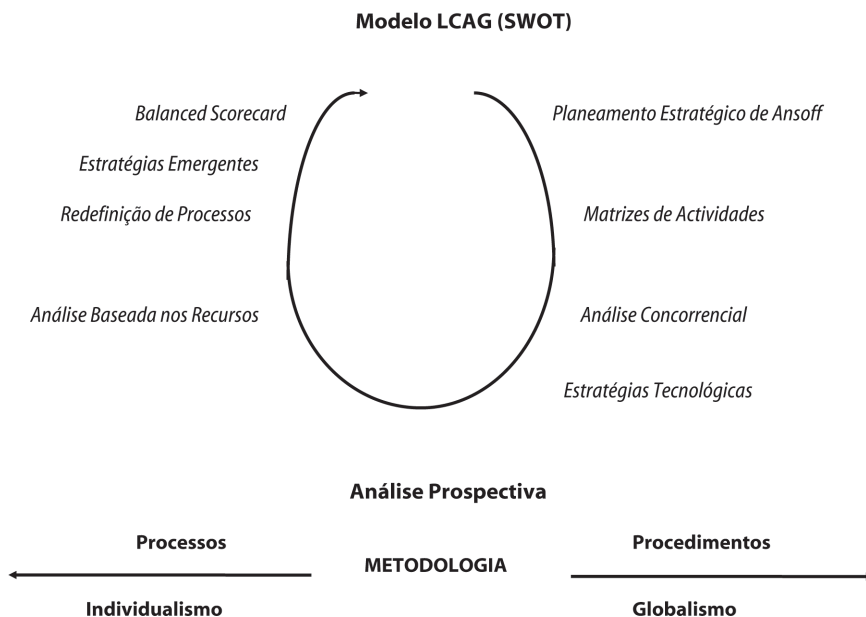 Modelo LCAG (SWOT)
Balanced Scorecard
Planeamento Estratégico de Ansoff
Estratégias Emergentes
Redefinição de Processos
Matrizes de Actividades
Análise Baseada nos Recursos
Análise Concorrencial
Estratégias Tecnológicas
Análise Prospectiva
Processos
Procedimentos
METODOLOGIA
Individualismo
Globalismo